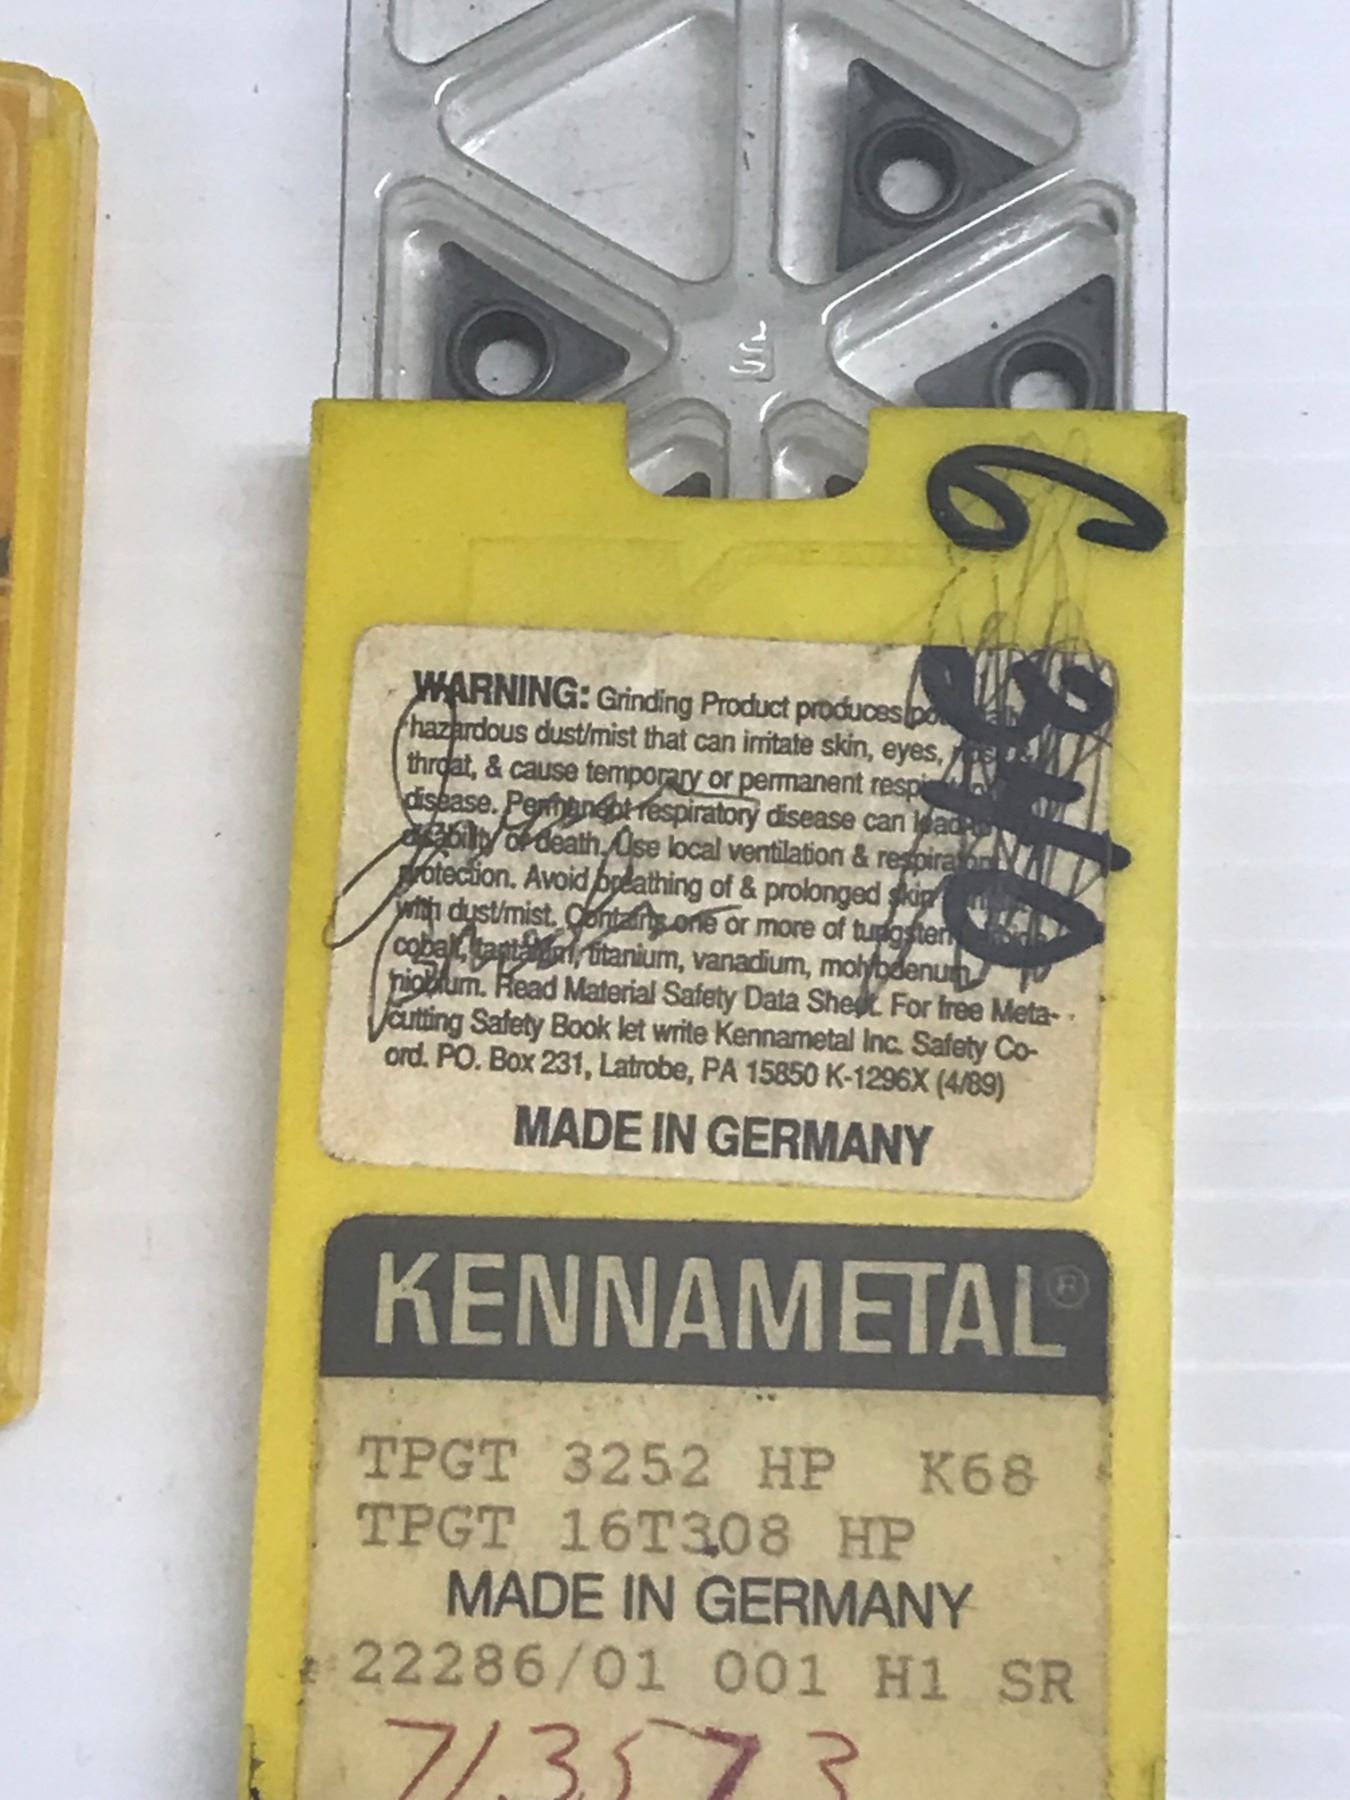 WARNING: Grinding Product produces
hazardous dust/mist that can irritate skin, eyes,
throat, & cause temporary or permanent
disease. Permanent respiratory disease can lead
disability or death. Use local ventilation &
protection. Avoid breathing of & prolonged skin
with dust/mist. Contains one or more of tungsten
cobalt, tantalum, titanium, vanadium, molybdenum,
niobium. Read Material Safety Data Sheet. For free Meta-
cutting Safety Book let write Kennametal Inc. Safety Co-
ord. PO. Box 231, Latrobe, PA 15850 K-1296X (4/89)
MADE IN GERMANY
KENNAMETAL®
TPGT 3252 HP K68
TPGT 16T308 HP
MADE IN GERMANY
22286/01 001 H1 SR
713573